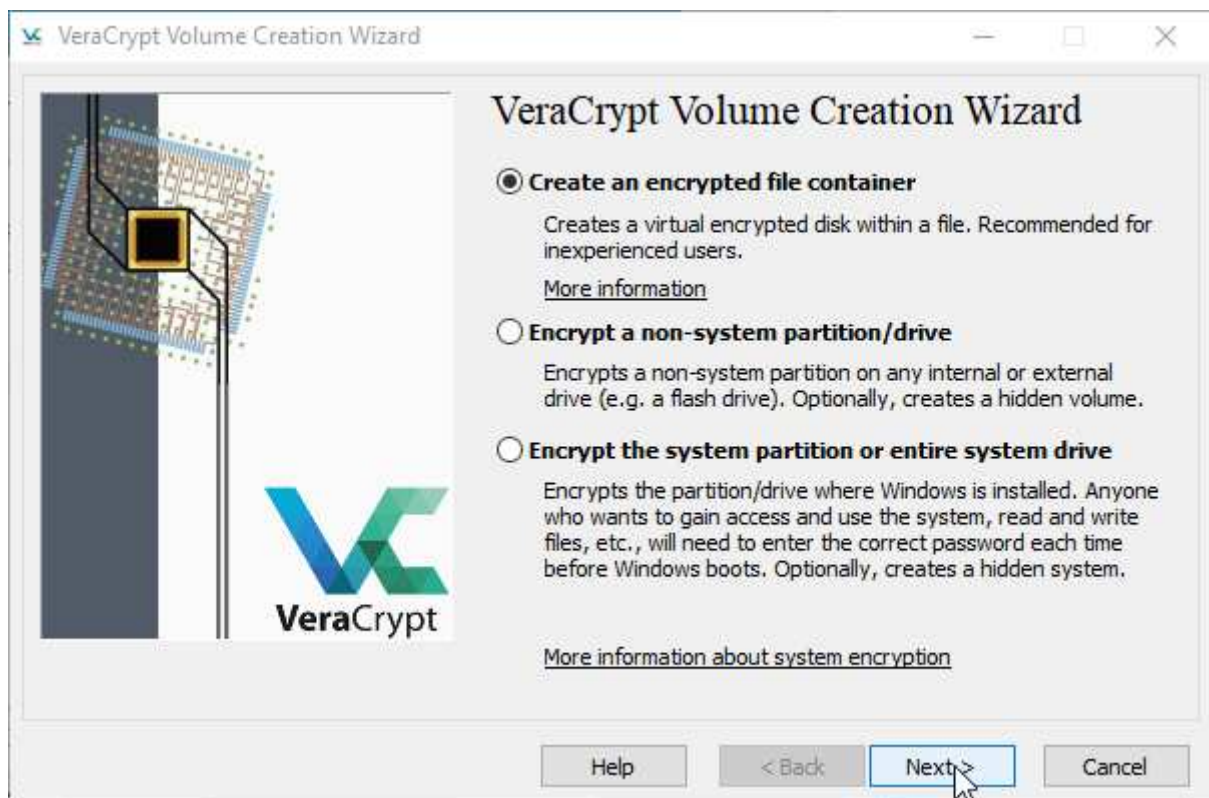 VeraCrypt Volume Creation Wizard
VeraCrypt Volume Creation Wizard
Create an encrypted file container
Creates a virtual encrypted disk within a file. Recommended for
inexperienced users.
More information
Encrypt a non-system partition/drive
Encrypts a non-system partition on any internal or external
drive (e.g. a flash drive). Optionally, creates a hidden volume.
Encrypt the system partition or entire system drive
Encrypts the partition/drive where Windows is installed. Anyone
who wants to gain access and use the system, read and write
files, etc., will need to enter the correct password each time
before Windows boots. Optionally, creates a hidden system.
VeraCrypt
More information about system encryption
Help
< Back
Next >
Cancel